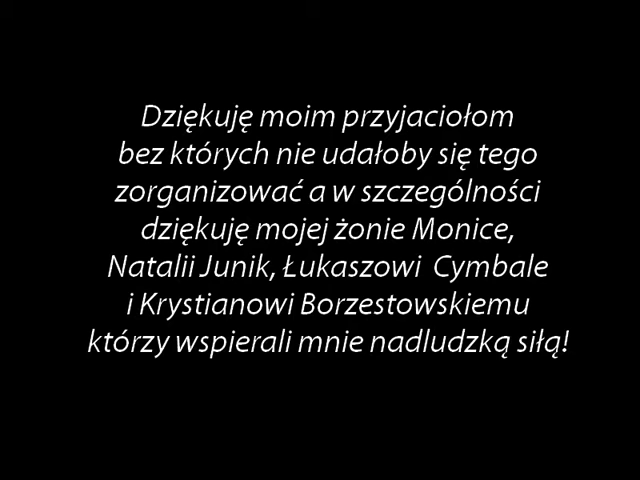 Dziękuję moim przyjaciołom
bez których nie udałoby się tego
zorganizować a w szczególności
dziękuję mojej żonie Monice,
Natalii Junik, Łukaszowi Cymbale
i Krystianowi Borzestowskiemu
którzy wspierali mnie nadludzką siłą!